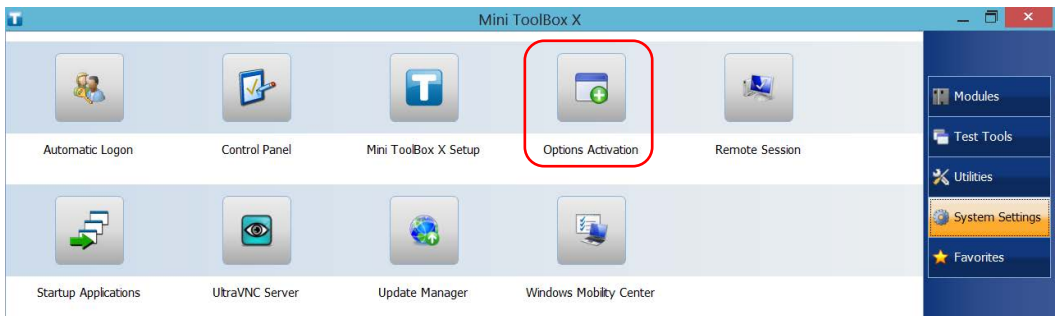 Mini ToolBox X
Automatic Logon
Control Panel
Mini ToolBox X Setup
Options Activation
Remote Session
Startup Applications
UltraVNC Server
Update Manager
Windows Mobility Center
Modules
Test Tools
Utilities
System Settings
Favorites